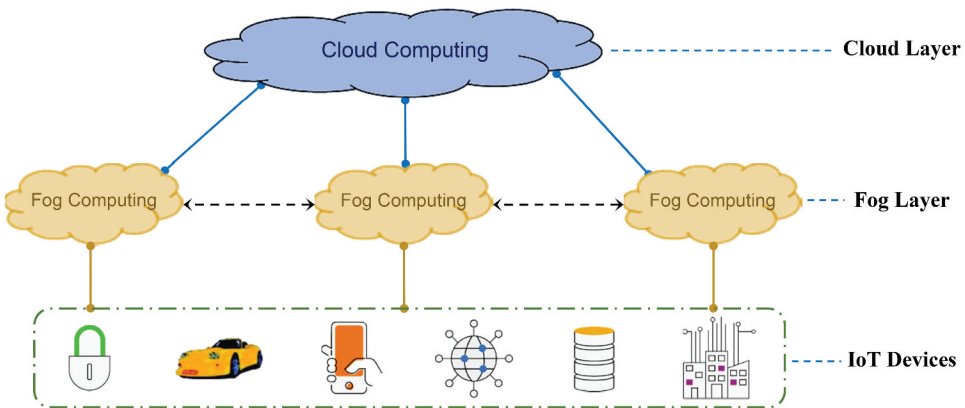 Cloud Computing
Cloud Layer
Fog Computing
Fog Computing
Fog Computing
Fog Layer
IoT Devices